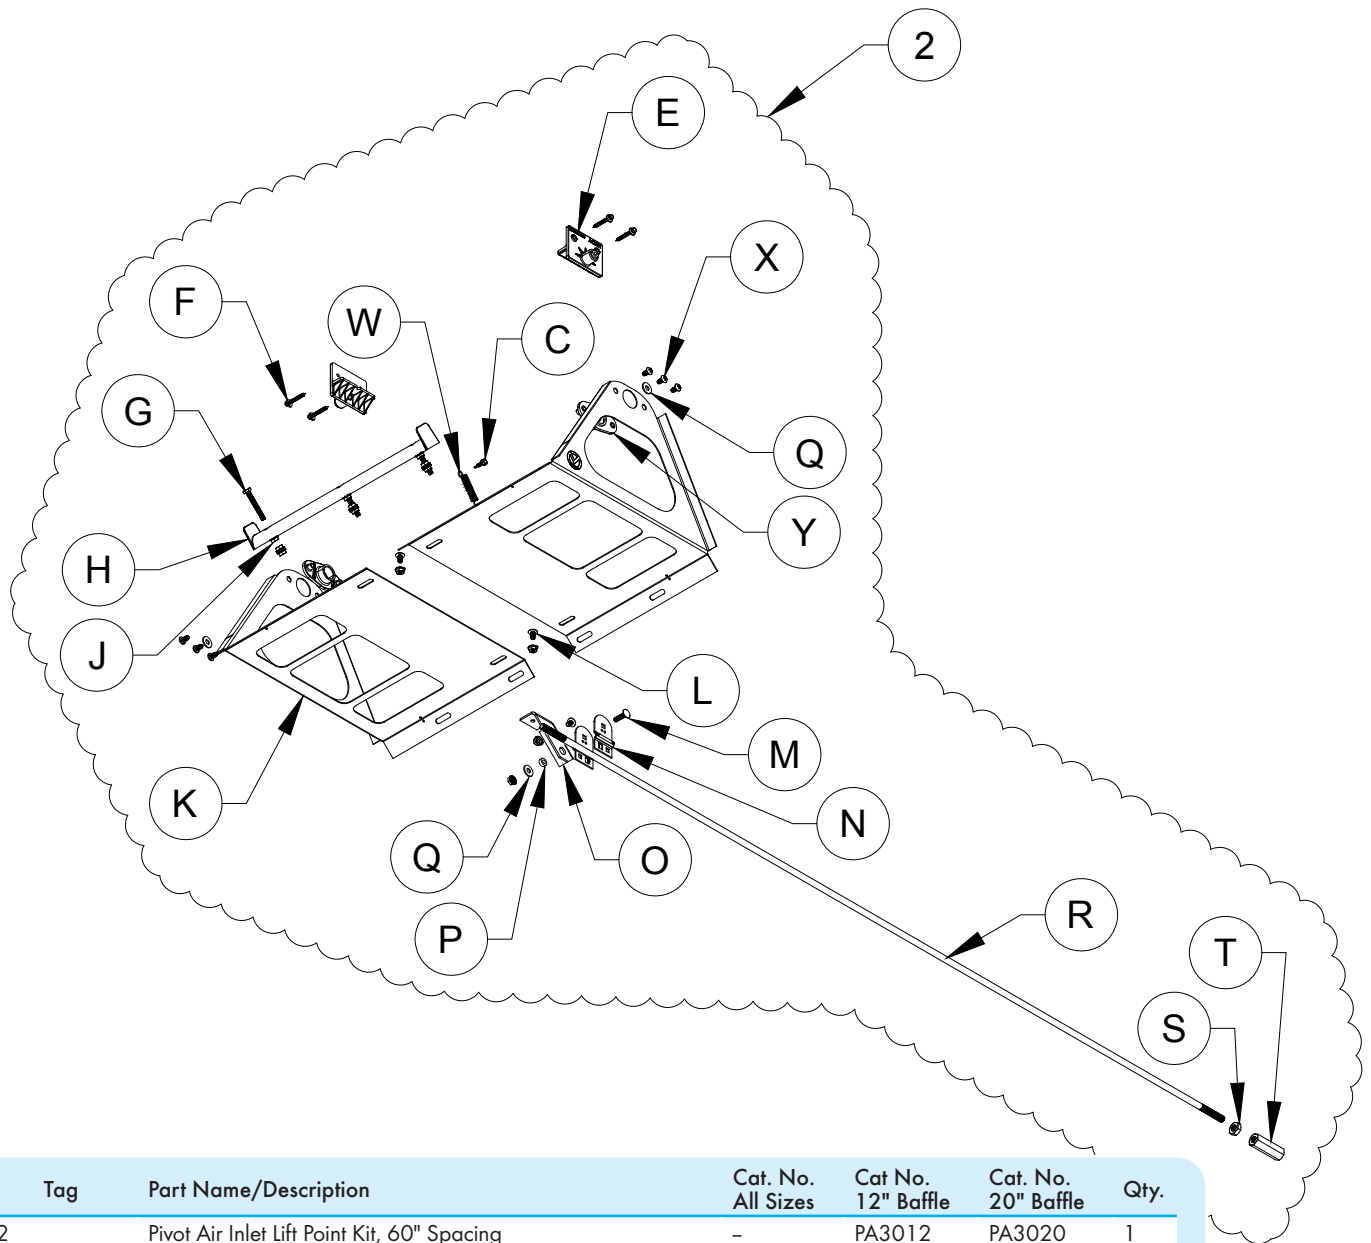 2
E
X
F
W
C
G
Q
Y
H
J
L
M
K
N
Q
O
P
R
T
S
Tag Part Name/Description Cat. No. All Sizes Cat No. 12" Baffle Cat. No. 20" Baffle Qty.
2 Pivot Air Inlet Lift Point Kit, 60" Spacing – PA3012 PA3020 1